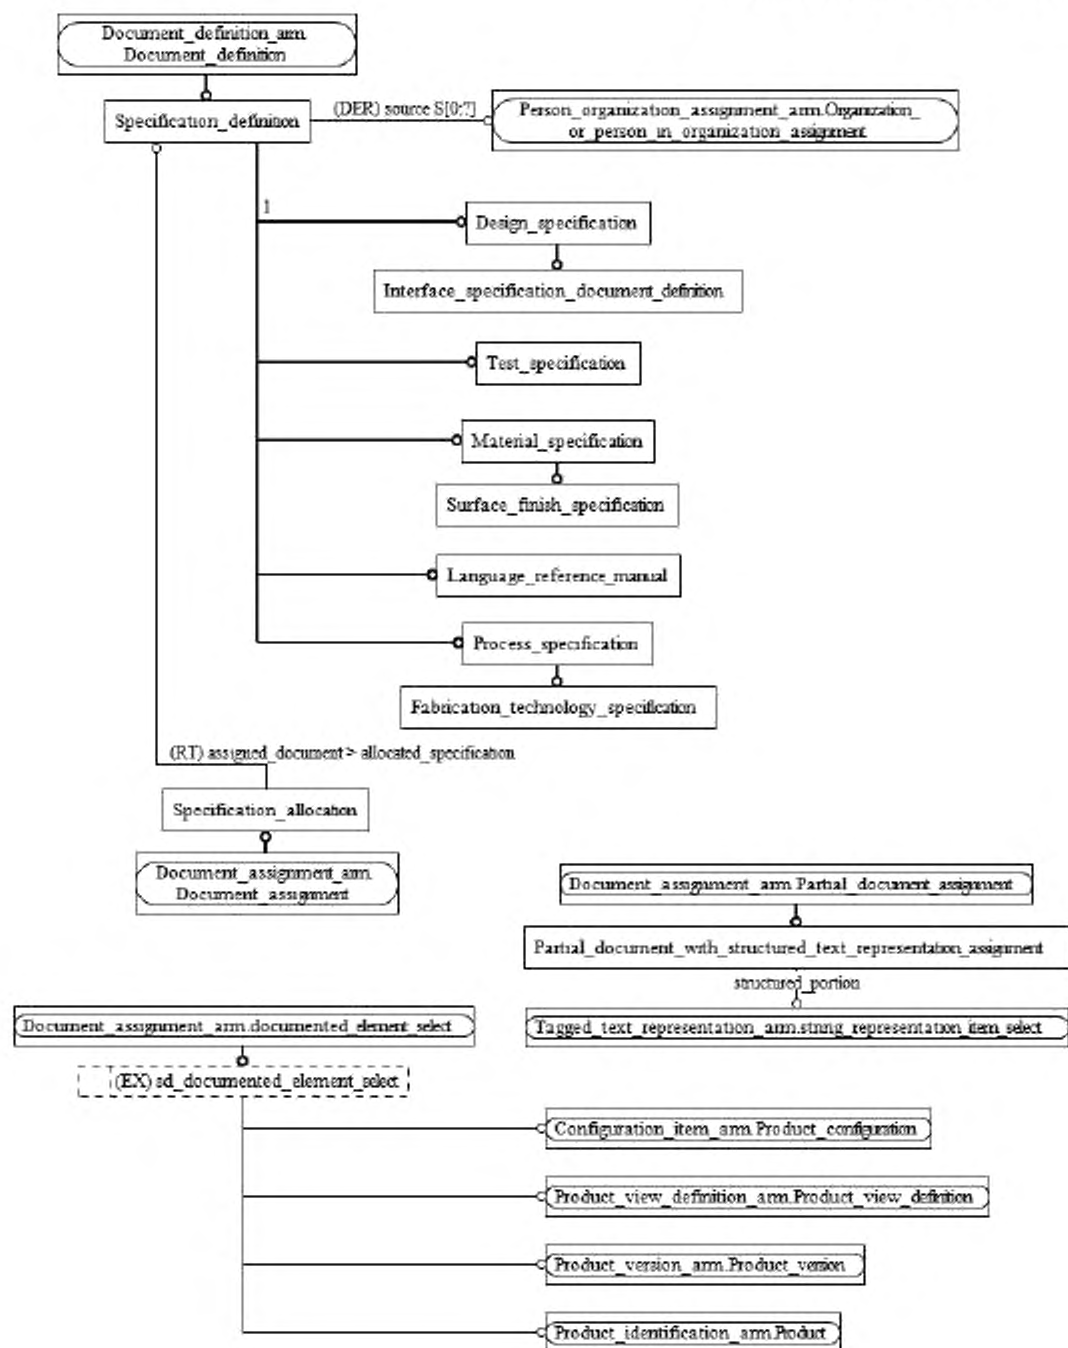 Document_definition_arm.
Document_definition
Specification_definition
(DER) source S[0:?]
Person_organization_assignment_arm.Organization_
or_person_in_organization_assignment
1
Design_specification
Interface_specification_document_definition
Test_specification
Material_specification
Surface_finish_specification
Language_reference_manual
Process_specification
Fabrication_technology_specification
(RT) assigned_document > allocated_specification
Specification_allocation
Document_assignment_arm.
Document_assignment
Document_assignment_arm.Partial_document_assignment
Partial_document_with_structured_text_representation_assignment
structured_portion
Tagged_text_representation_arm.string_representation_item_select
Document_assignment_arm.documented_element_select
(EX) sd_documented_element_select
Configuration_item_arm.Product_configuration
Product_view_definition_arm.Product_view_definition
Product_version_arm.Product_version
Product_identification_arm.Product